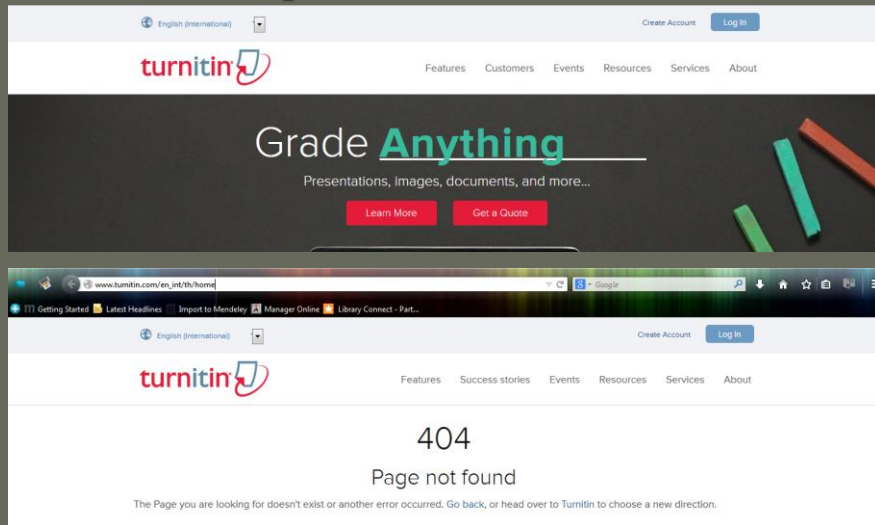 English (International)
Create Account Log In
turnitin
Features Customers Events Resources Services About
Grade Anything
Presentations, images, documents, and more...
Learn More Get a Quote
www.turnitin.com/en_int/th/home
Google
Getting Started Latest Headlines Import to Mendeley Manager Online Library Connect - Part...
English (International)
Create Account Log In
turnitin
Features Success stories Events Resources Services About
404
Page not found
The Page you are looking for doesn't exist or another error occurred. Go back, or head over to Turnitin to choose a new direction.